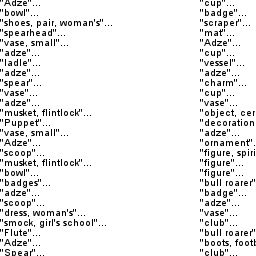 "Adze"... "cup"...
"bowl"... "badge"...
"shoes, pair, woman's"... "scraper"...
"spearhead"... "mat"...
"vase, small"... "Adze"...
"adze"... "cup"...
"ladle"... "vessel"...
"adze"... "adze"...
"spear"... "charm"...
"vase"... "cup"...
"adze"... "vase"...
"musket, flintlock"... "object, cer
"Puppet"... "decoration
"vase, small"... "adze"...
"Adze"... "ornament"..
"scoop"... "figure, spiri
"musket, flintlock"... "figure"...
"bowl"... "figure"...
"badges"... "bull roarer"
"adze"... "badge"...
"scoop"... "adze"...
"dress, woman's"... "vase"...
"smock, girl's school"... "club"...
"Flute"... "bull roarer"
"Adze"... "boots, footb
"Spear"... "club"...